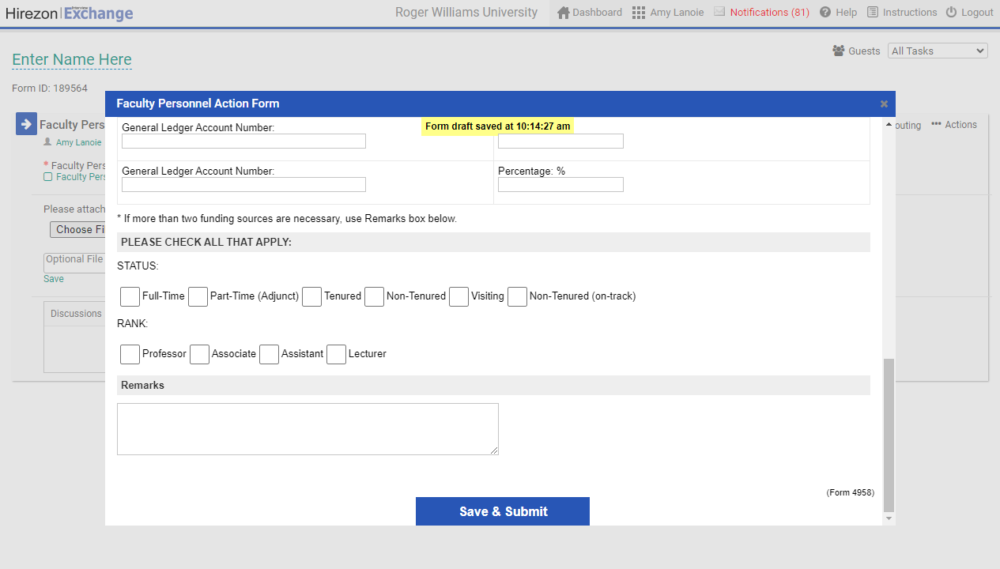 Hirezon Interview Exchange
Roger Williams University Dashboard Amy Lanoie Notifications (81) Help Instructions Logout
Enter Name Here
Guests All Tasks
Form ID: 189564
Faculty Personnel Action Form
Faculty Pers
outing ••• Actions
Amy Lanoie
* Faculty Pers
Faculty Pers
Please attach
Choose Fi
Optional File
Save
Discussions
Form draft saved at 10:14:27 am
General Ledger Account Number:
General Ledger Account Number: Percentage: %
* If more than two funding sources are necessary, use Remarks box below.
PLEASE CHECK ALL THAT APPLY:
STATUS:
Full-Time Part-Time (Adjunct) Tenured Non-Tenured Visiting Non-Tenured (on-track)
RANK:
Professor Associate Assistant Lecturer
Remarks
(Form 4958)
Save & Submit